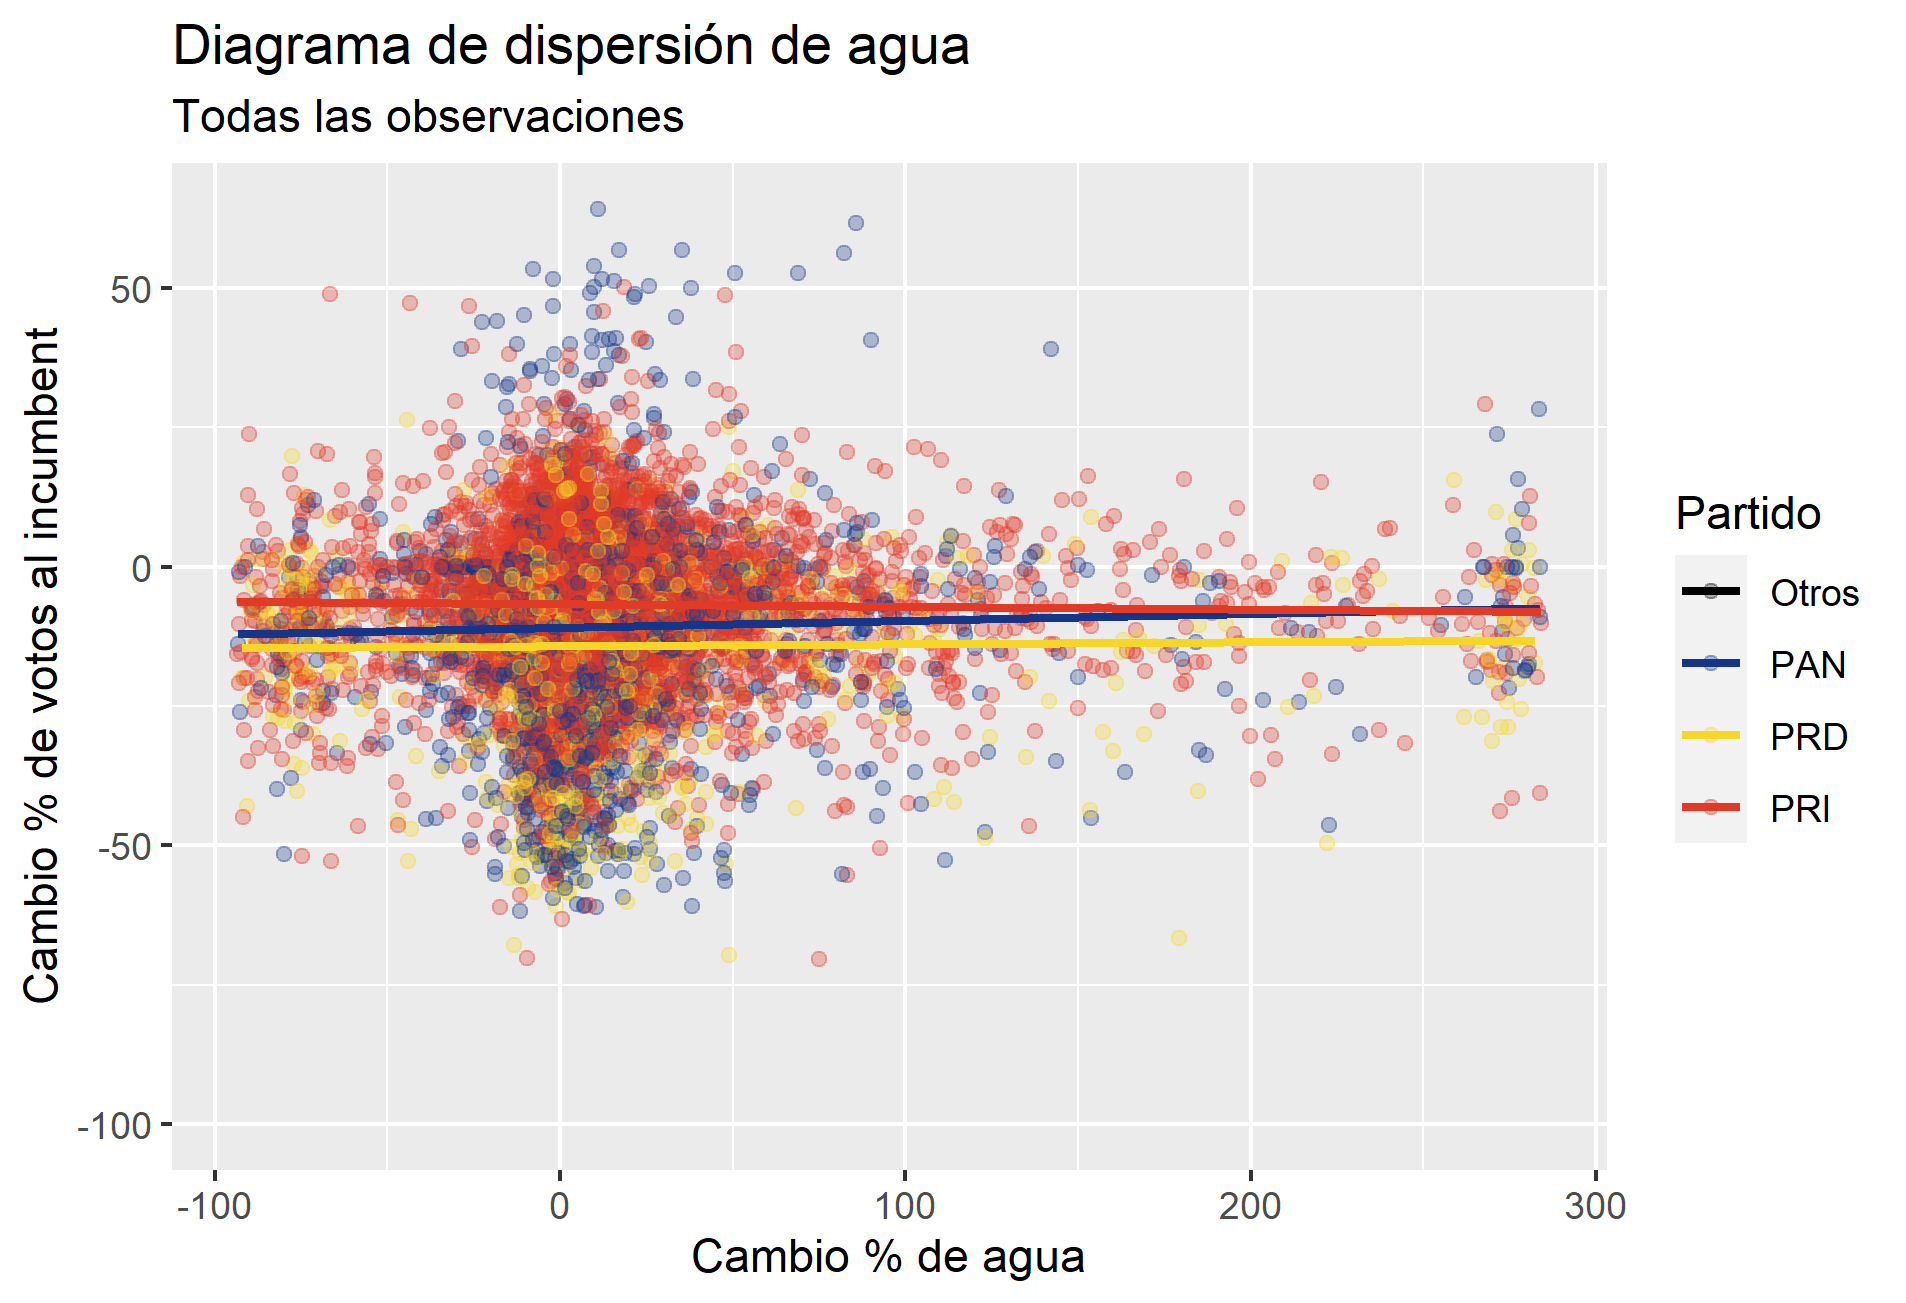 Diagrama de dispersión de agua
Todas las observaciones
Cambio % de votos al incumbent
50
0
-50
-100
-100
0
100
200
300
Cambio % de agua
Partido
Otros
PAN
PRD
PRI